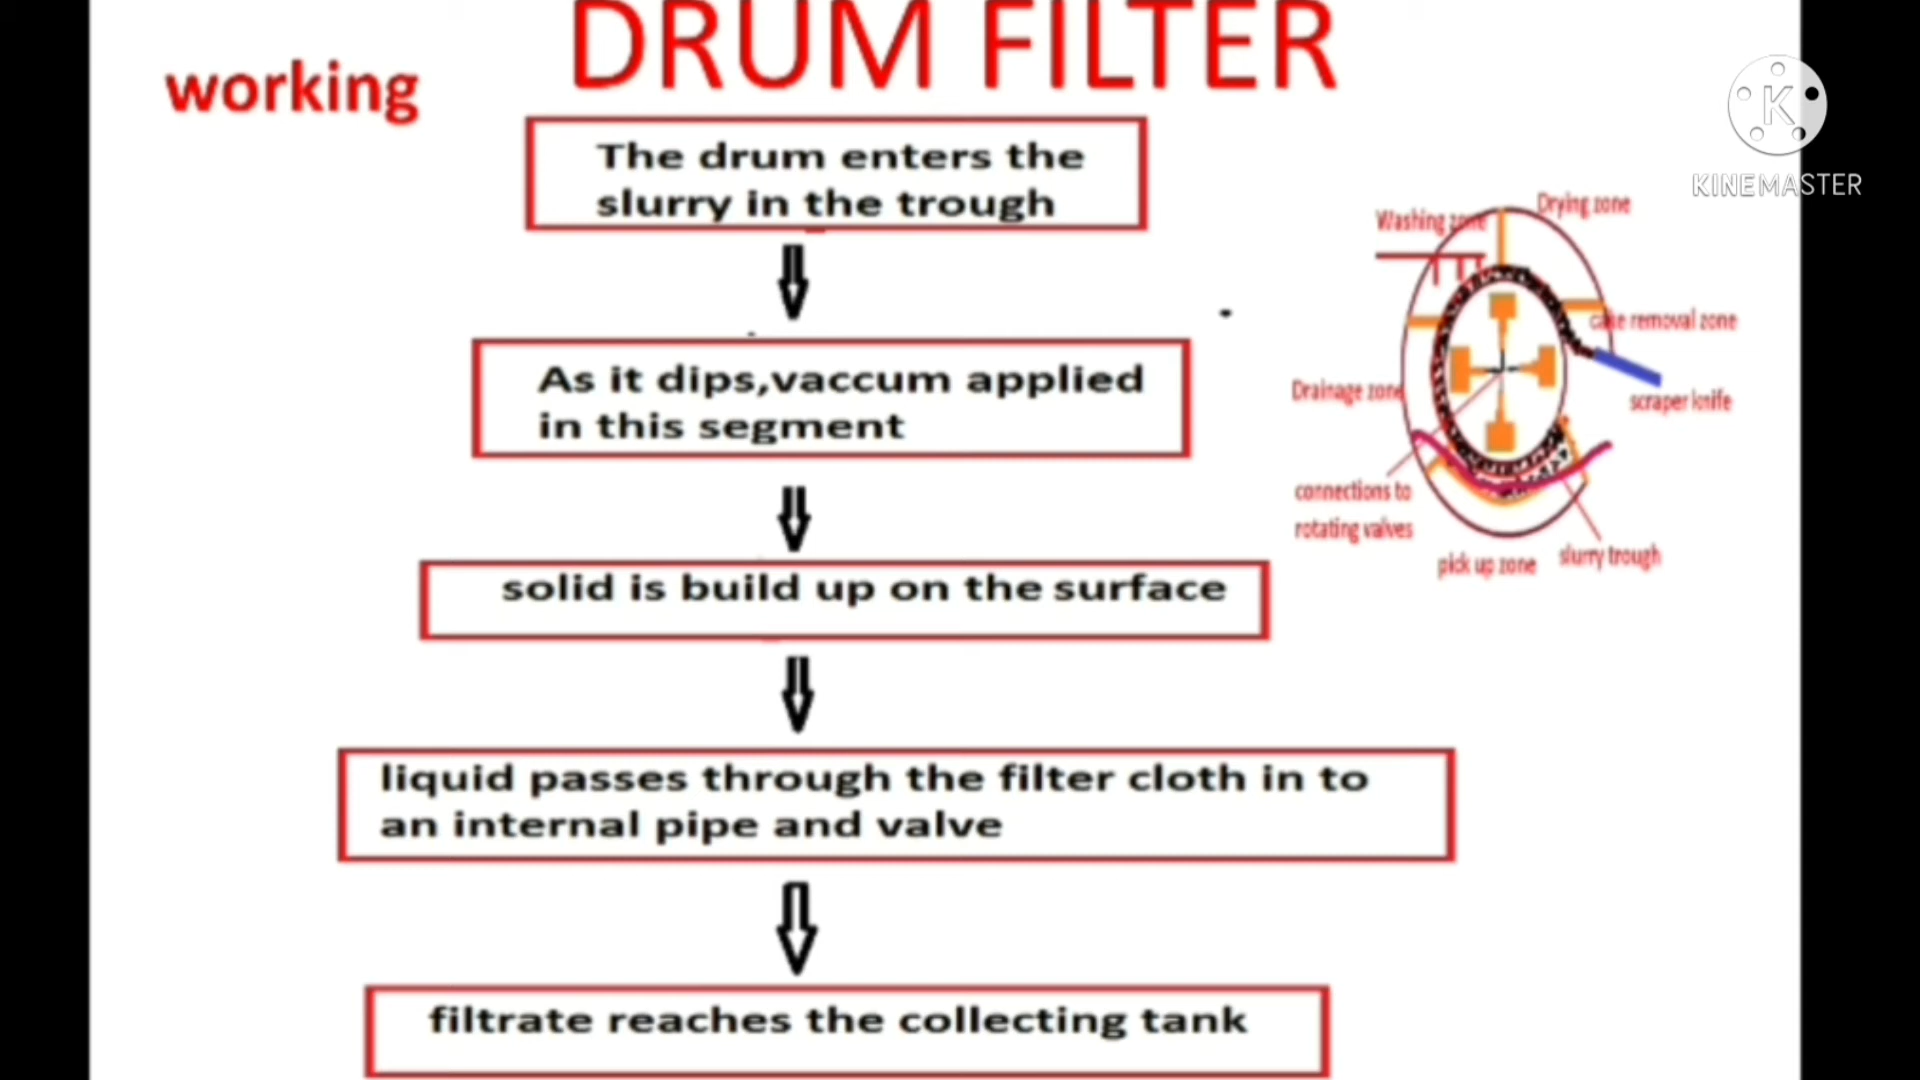 DRUM FILTER
working
K
KINEMASTER
The drum enters the
slurry in the trough
As it dips,vaccum applied
in this segment
solid is build up on the surface
liquid passes through the filter cloth in to
an internal pipe and valve
filtrate reaches the collecting tank
Drying zone
Washing zone
cake removal zone
Drainage zone
scraper knife
connections to
rotating valves
slurry trough
pick up zone